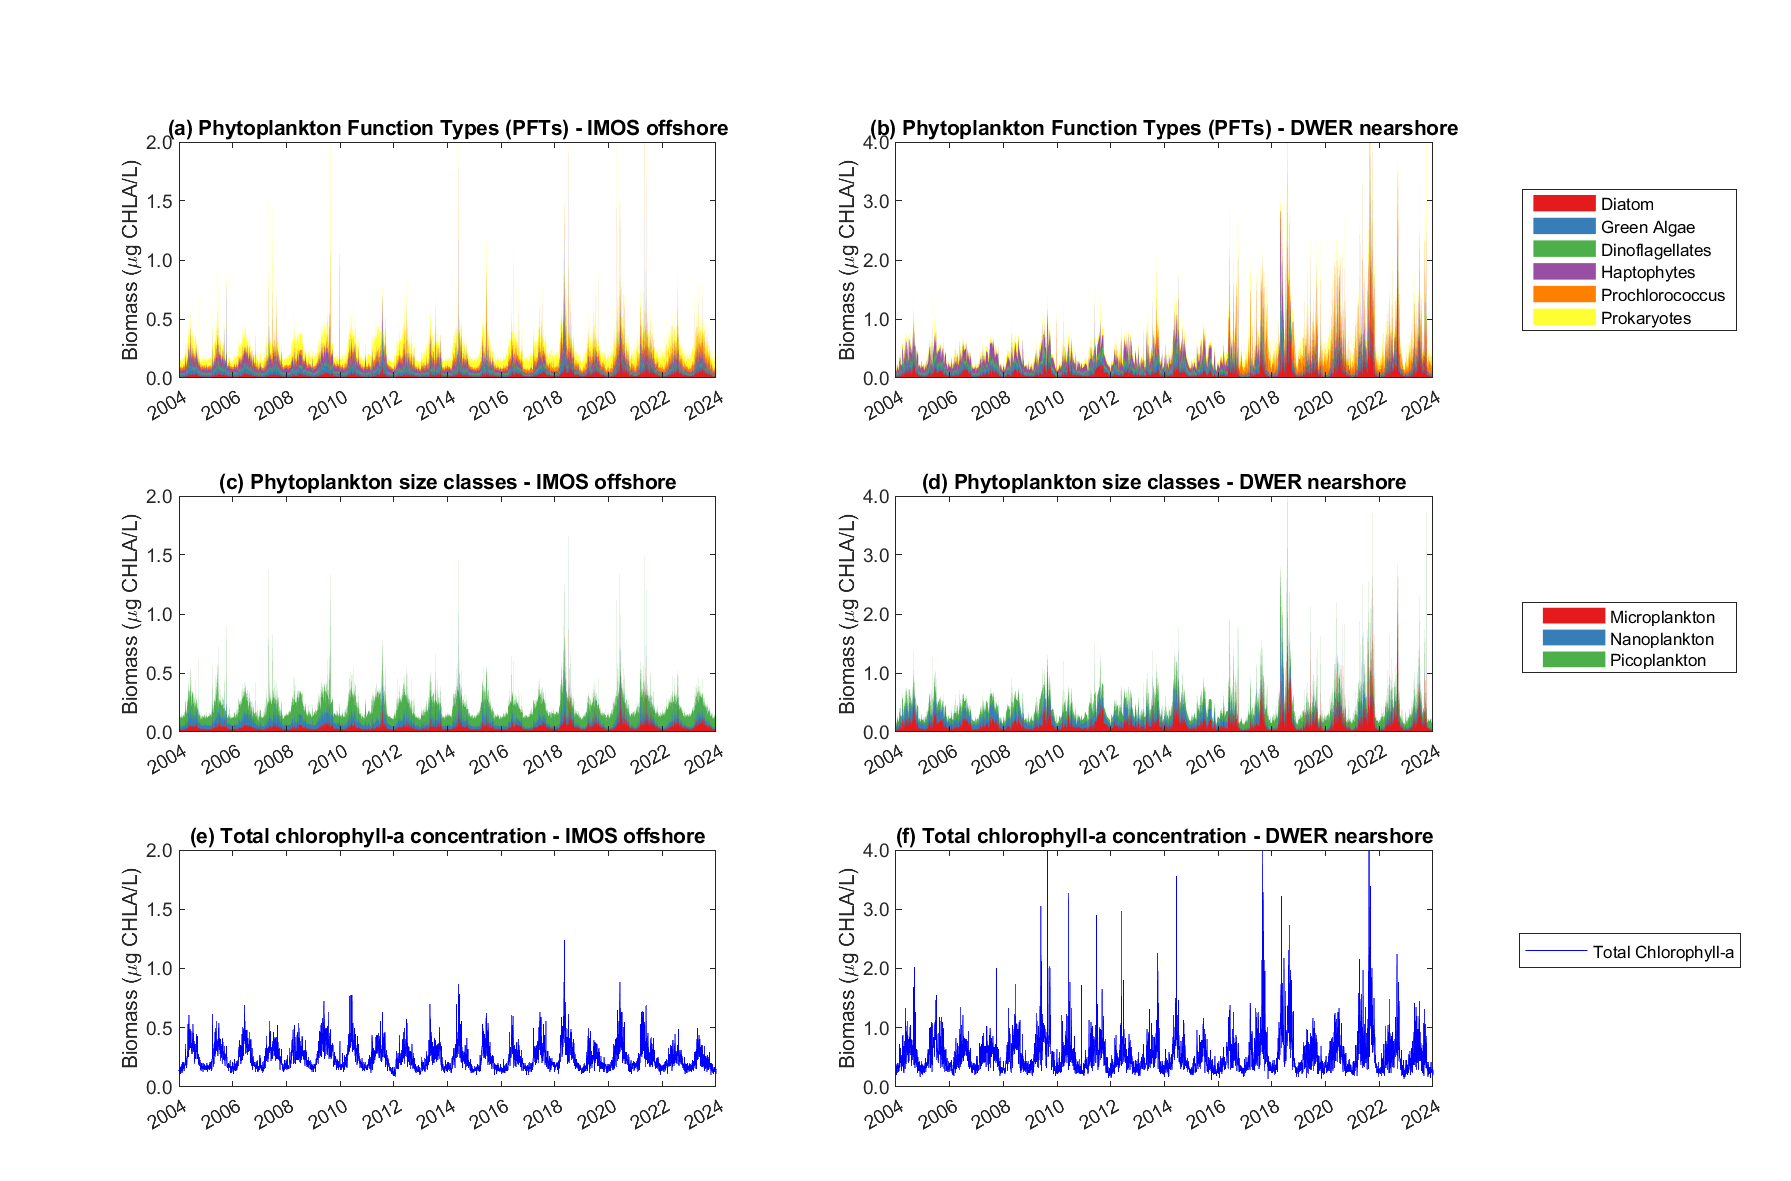 (a) Phytoplankton Function Types (PFTs) - IMOS offshore
Biomass (μg CHLA/L)
2.0
1.5
1.0
0.5
0.0
2004 2006 2008 2010 2012 2014 2016 2018 2020 2022 2024
(b) Phytoplankton Function Types (PFTs) - DWER nearshore
Biomass (μg CHLA/L)
4.0
3.0
2.0
1.0
0.0
2004 2006 2008 2010 2012 2014 2016 2018 2020 2022 2024
Diatom
Green Algae
Dinoflagellates
Haptophytes
Prochlorococcus
Prokaryotes
(c) Phytoplankton size classes - IMOS offshore
Biomass (μg CHLA/L)
2.0
1.5
1.0
0.5
0.0
2004 2006 2008 2010 2012 2014 2016 2018 2020 2022 2024
(d) Phytoplankton size classes - DWER nearshore
Biomass (μg CHLA/L)
4.0
3.0
2.0
1.0
0.0
2004 2006 2008 2010 2012 2014 2016 2018 2020 2022 2024
Microplankton
Nanoplankton
Picoplankton
(e) Total chlorophyll-a concentration - IMOS offshore
Biomass (μg CHLA/L)
2.0
1.5
1.0
0.5
0.0
2004 2006 2008 2010 2012 2014 2016 2018 2020 2022 2024
(f) Total chlorophyll-a concentration - DWER nearshore
Biomass (μg CHLA/L)
4.0
3.0
2.0
1.0
0.0
2004 2006 2008 2010 2012 2014 2016 2018 2020 2022 2024
Total Chlorophyll-a